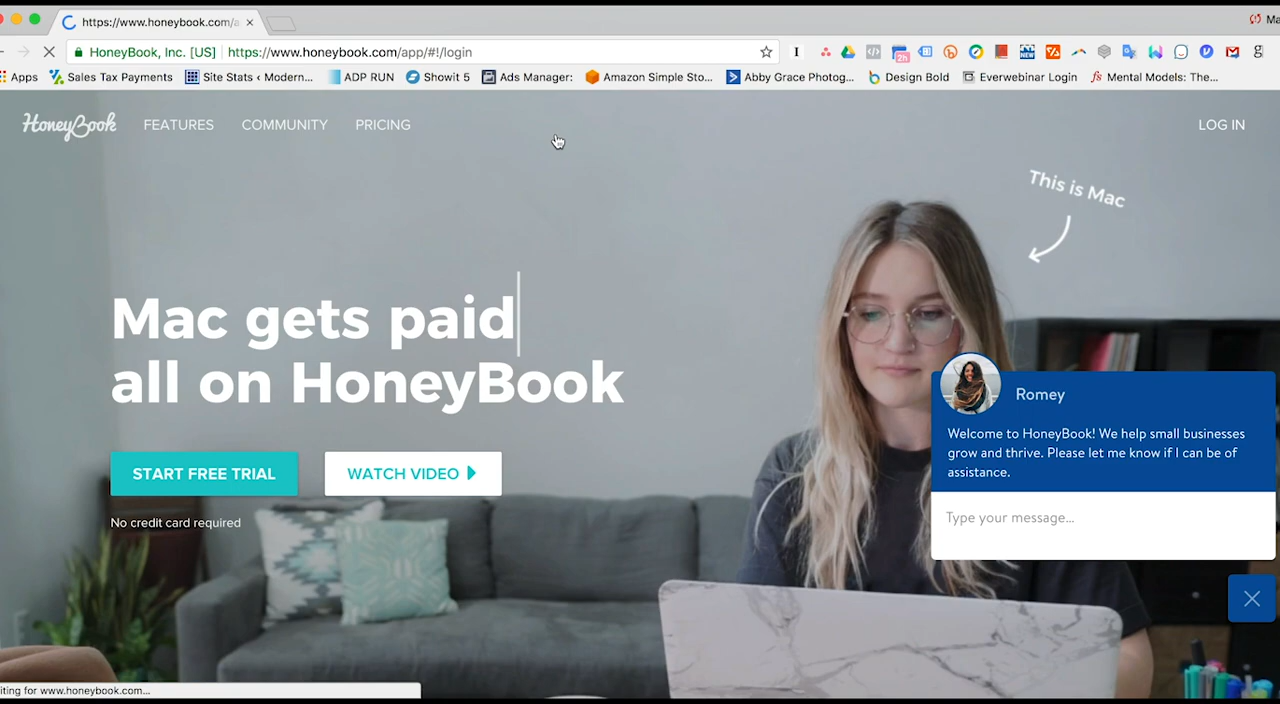 https://www.honeybook.com/a
Ma
HoneyBook, Inc. [US] https://www.honeybook.com/app/#!/login
2h
Apps Sales Tax Payments Site Stats ‹ Modern... ADP RUN Showit 5 Ads Manager: Amazon Simple Sto... Abby Grace Photog... Design Bold Everwebinar Login Mental Models: The...
HoneyBook FEATURES COMMUNITY PRICING LOG IN
This is Mac
Mac gets paid
all on HoneyBook
START FREE TRIAL WATCH VIDEO
No credit card required
Romey
Welcome to HoneyBook! We help small businesses
grow and thrive. Please let me know if I can be of
assistance.
Type your message...
iting for www.honeybook.com...